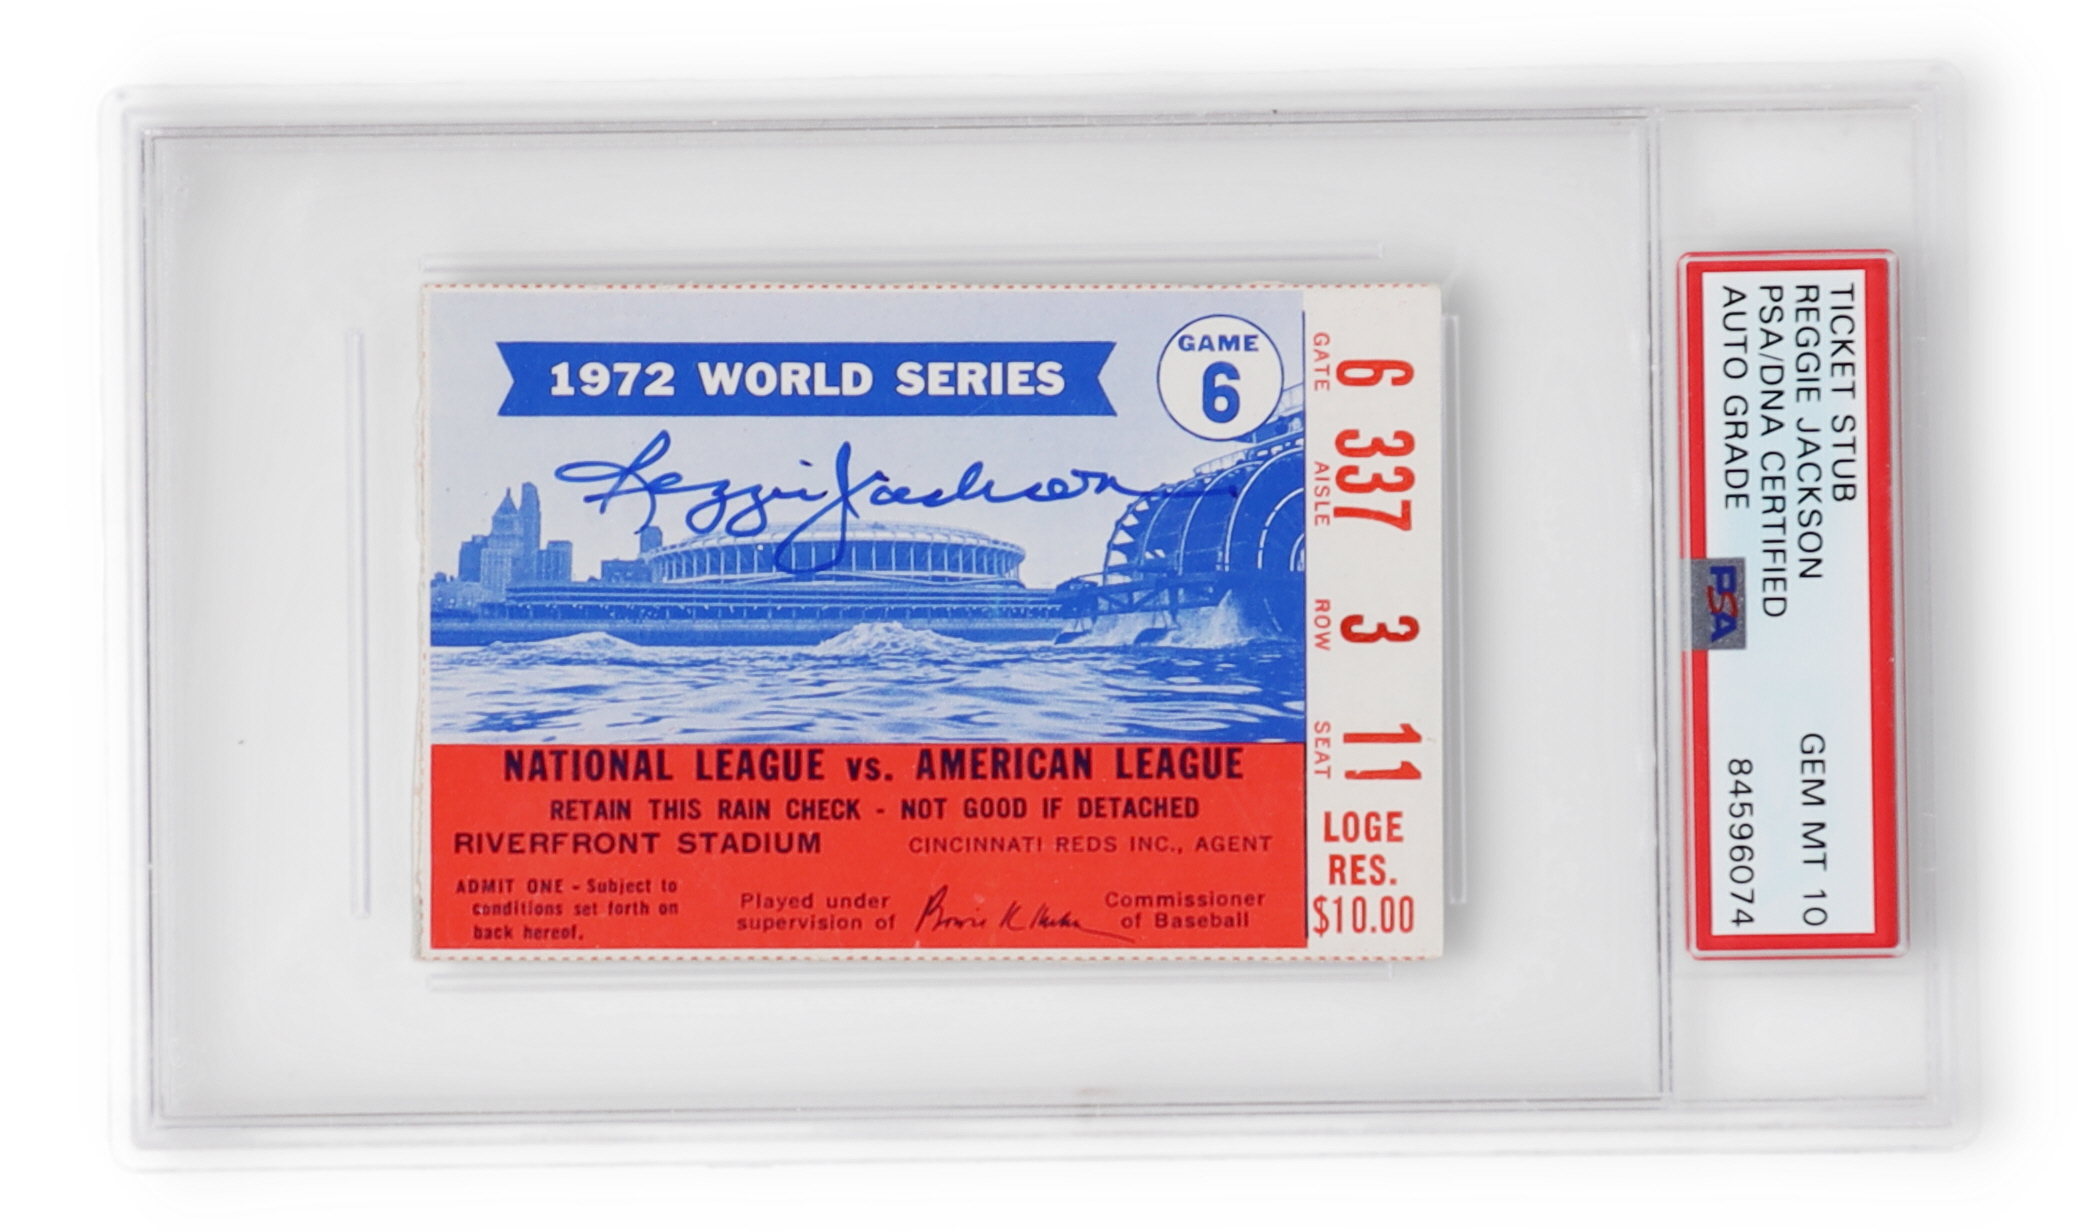 1972 WORLD SERIES
GAME
6
Reggie Jackson
NATIONAL LEAGUE vs. AMERICAN LEAGUE
RETAIN THIS RAIN CHECK - NOT GOOD IF DETACHED
RIVERFRONT STADIUM
CINCINNATI REDS INC., AGENT
ADMIT ONE - Subject to
conditions set forth on
back hereof.
Played under
supervision of
Bowie K Kuhn
Commissioner
of Baseball
GATE 6
AISLE 337
ROW 3
SEAT 11
LOGE
RES.
$10.00
TICKET STUB
REGGIE JACKSON
PSA/DNA CERTIFIED
AUTO GRADE
GEM MT 10
84596074
PSA